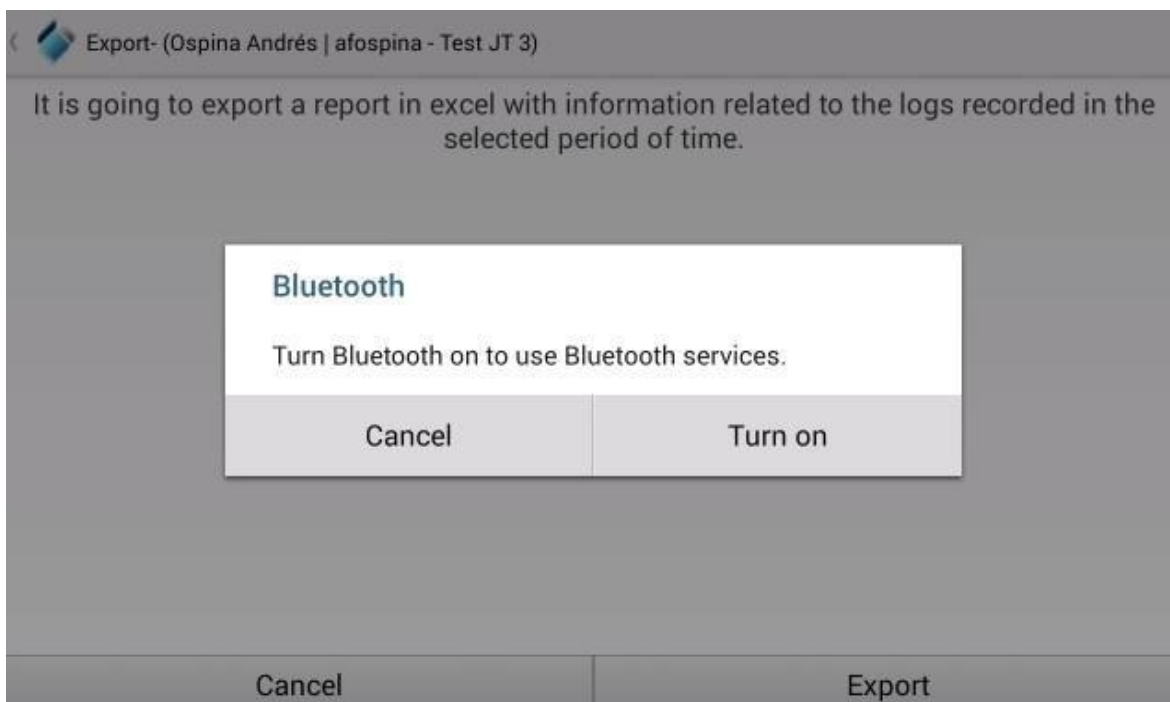 Export- (Ospina Andrés | afospina - Test JT 3)
It is going to export a report in excel with information related to the logs recorded in the
selected period of time.
Bluetooth
Turn Bluetooth on to use Bluetooth services.
Cancel
Turn on
Cancel
Export